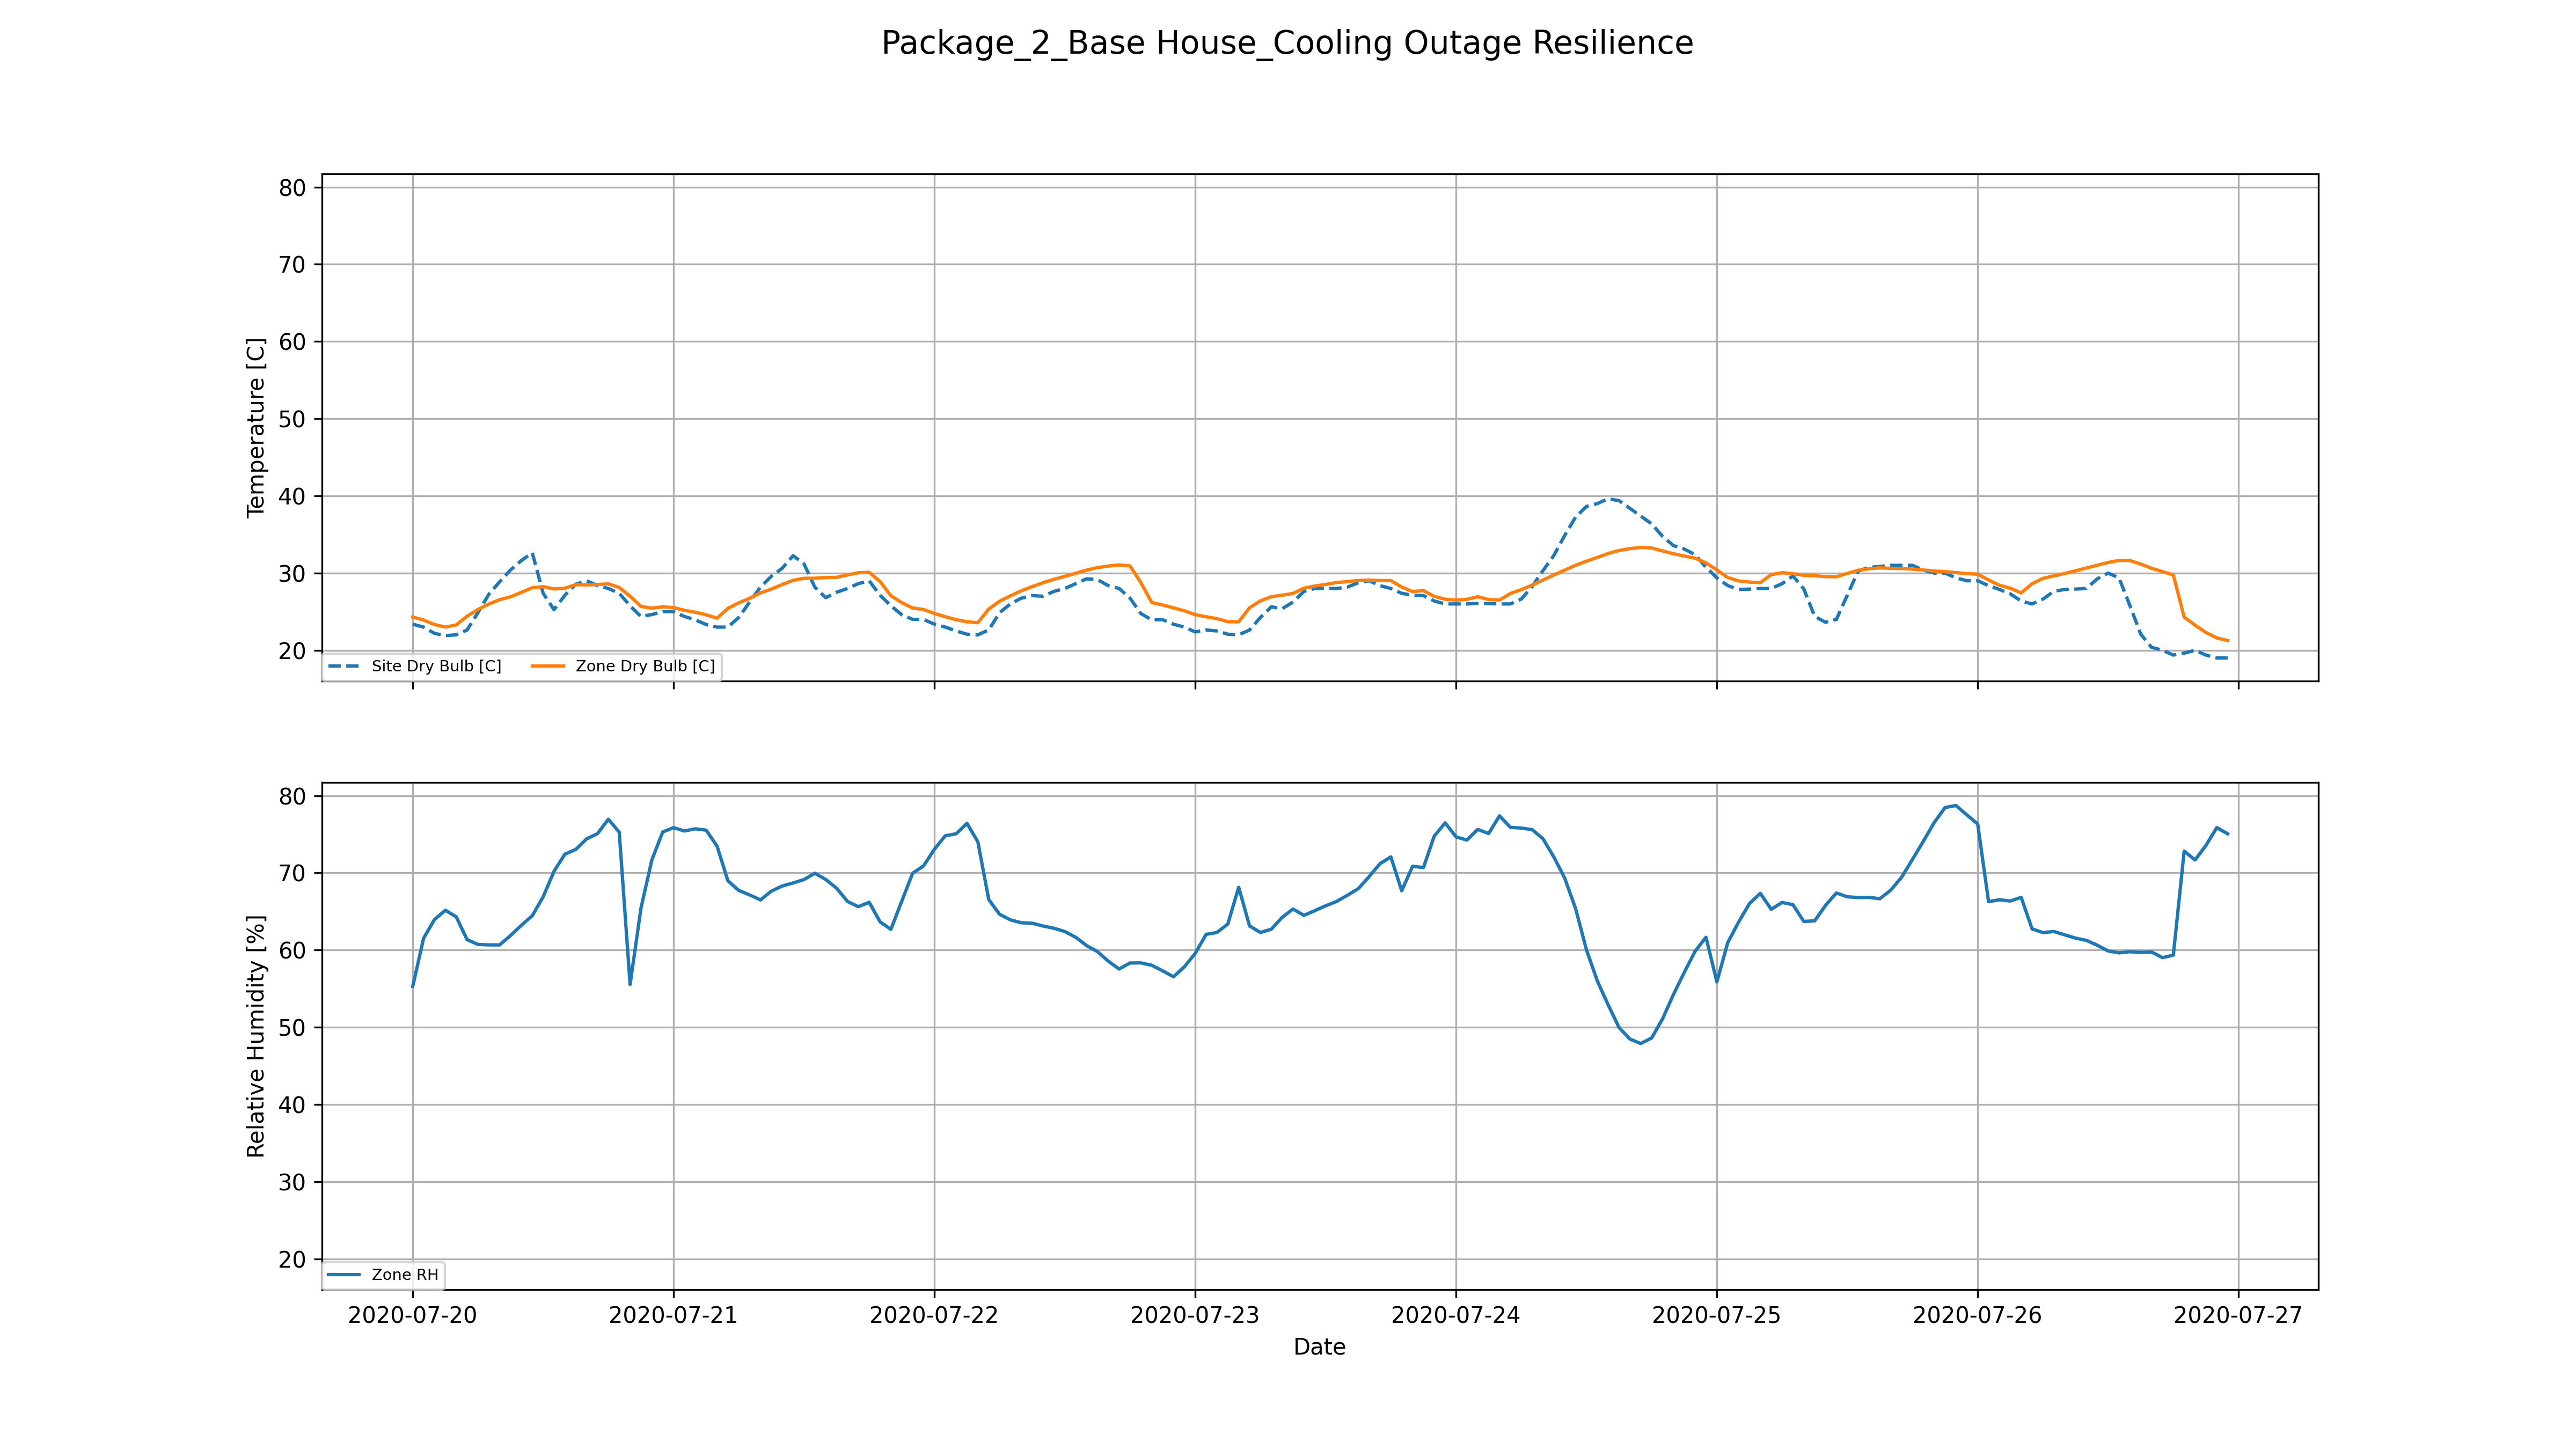 Package_2_Base House_Cooling Outage Resilience
80
70
60
50
40
30
20
Temperature [C]
Site Dry Bulb [C] Zone Dry Bulb [C]
80
70
60
50
40
30
20
Relative Humidity [%]
Zone RH
2020-07-20 2020-07-21 2020-07-22 2020-07-23 2020-07-24 2020-07-25 2020-07-26 2020-07-27
Date